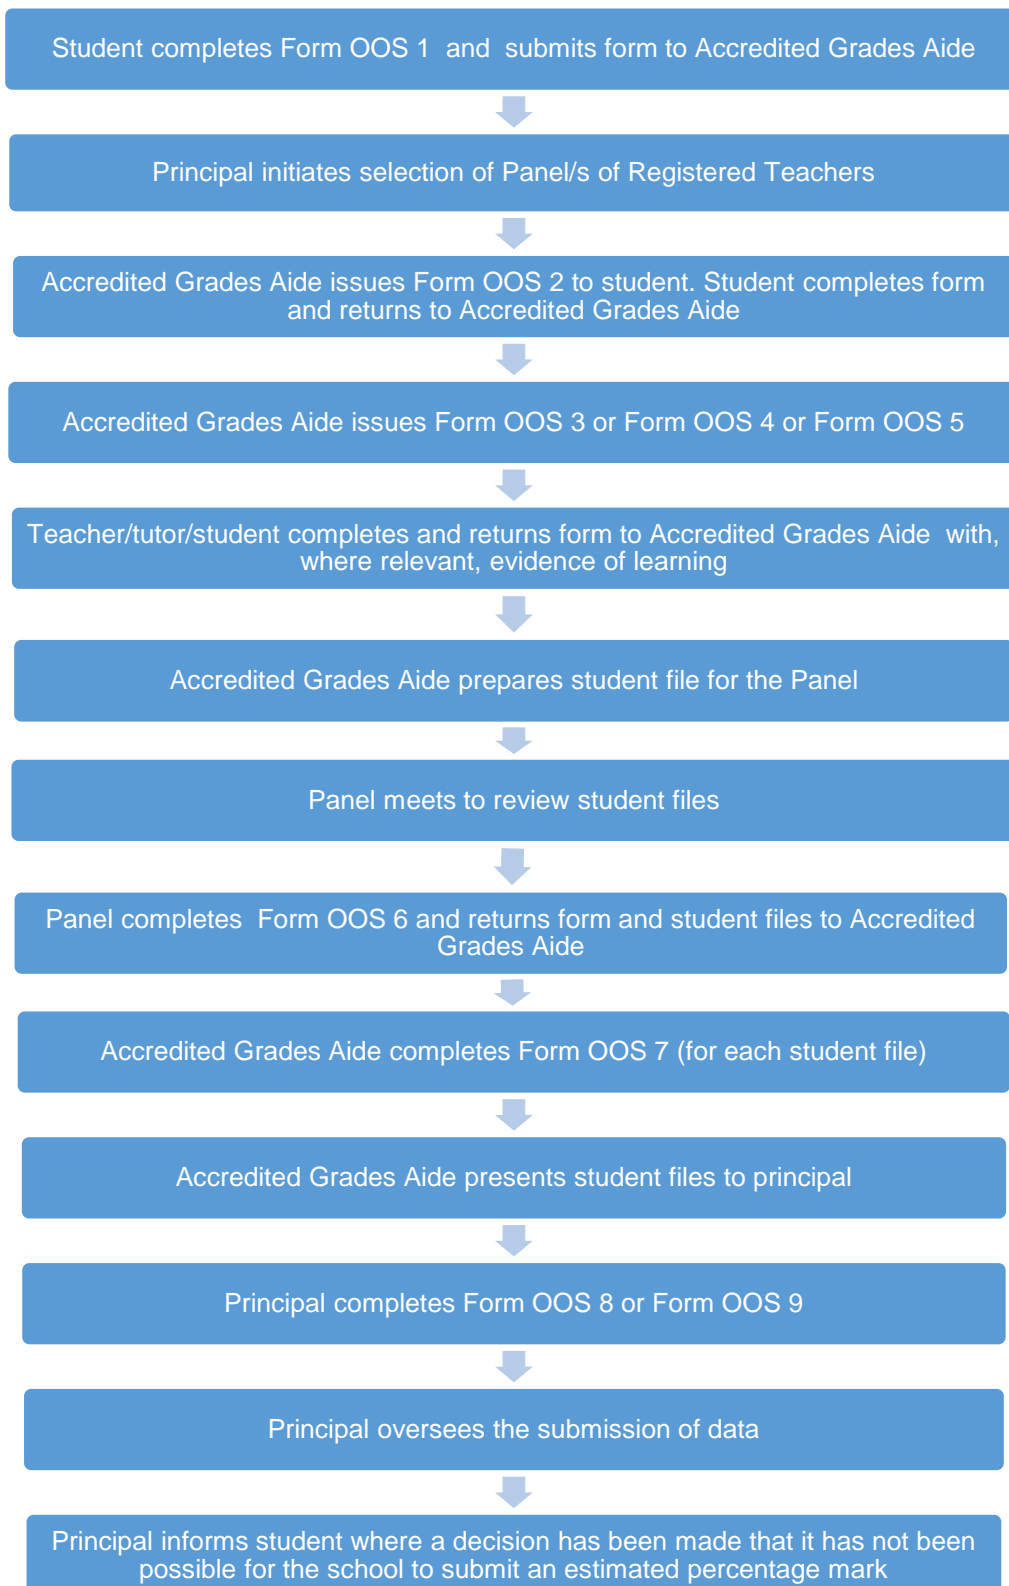 Student completes Form OOS 1 and submits form to Accredited Grades Aide
Principal initiates selection of Panel/s of Registered Teachers
Accredited Grades Aide issues Form OOS 2 to student. Student completes form
and returns to Accredited Grades Aide
Accredited Grades Aide issues Form OOS 3 or Form OOS 4 or Form OOS 5
Teacher/tutor/student completes and returns form to Accredited Grades Aide with,
where relevant, evidence of learning
Accredited Grades Aide prepares student file for the Panel
Panel meets to review student files
Panel completes Form OOS 6 and returns form and student files to Accredited
Grades Aide
Accredited Grades Aide completes Form OOS 7 (for each student file)
Accredited Grades Aide presents student files to principal
Principal completes Form OOS 8 or Form OOS 9
Principal oversees the submission of data
Principal informs student where a decision has been made that it has not been
possible for the school to submit an estimated percentage mark